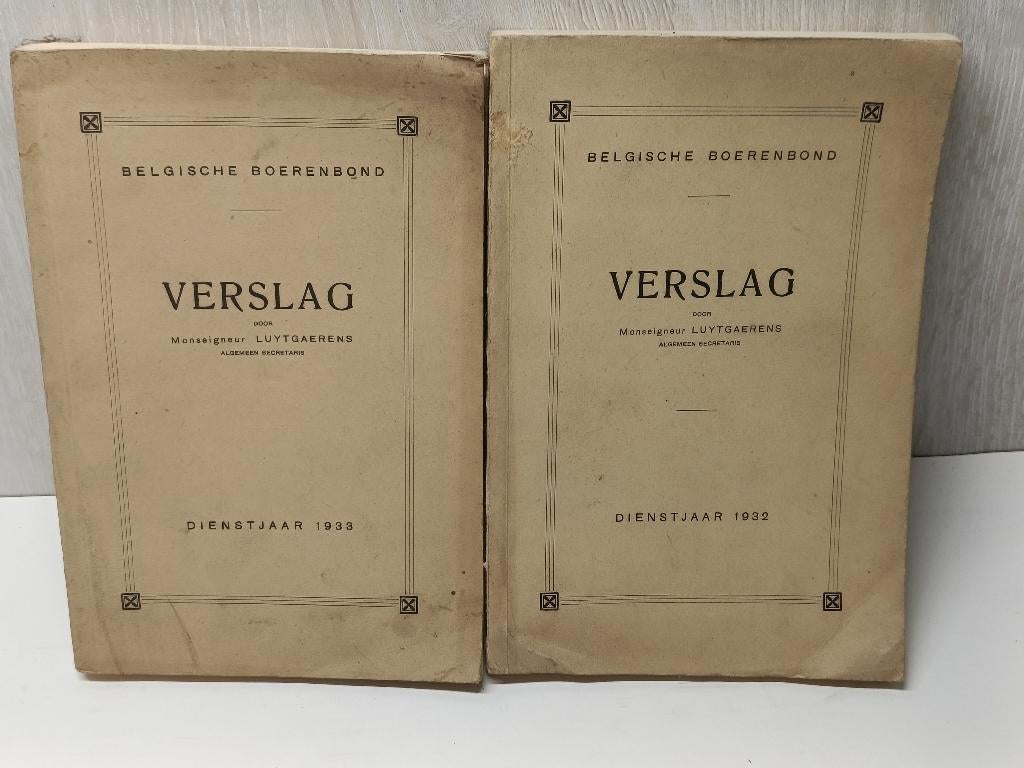 BELGISCHE BOERENBOND
VERSLAG
DOOR
Monseigneur LUYTGAERENS
ALGEMEEN SECRETARIS
DIENSTJAAR 1933
BELGISCHE BOERENBOND
VERSLAG
DOOR
Monseigneur LUYTGAERENS
ALGEMEEN SECRETARIS
DIENSTJAAR 1932